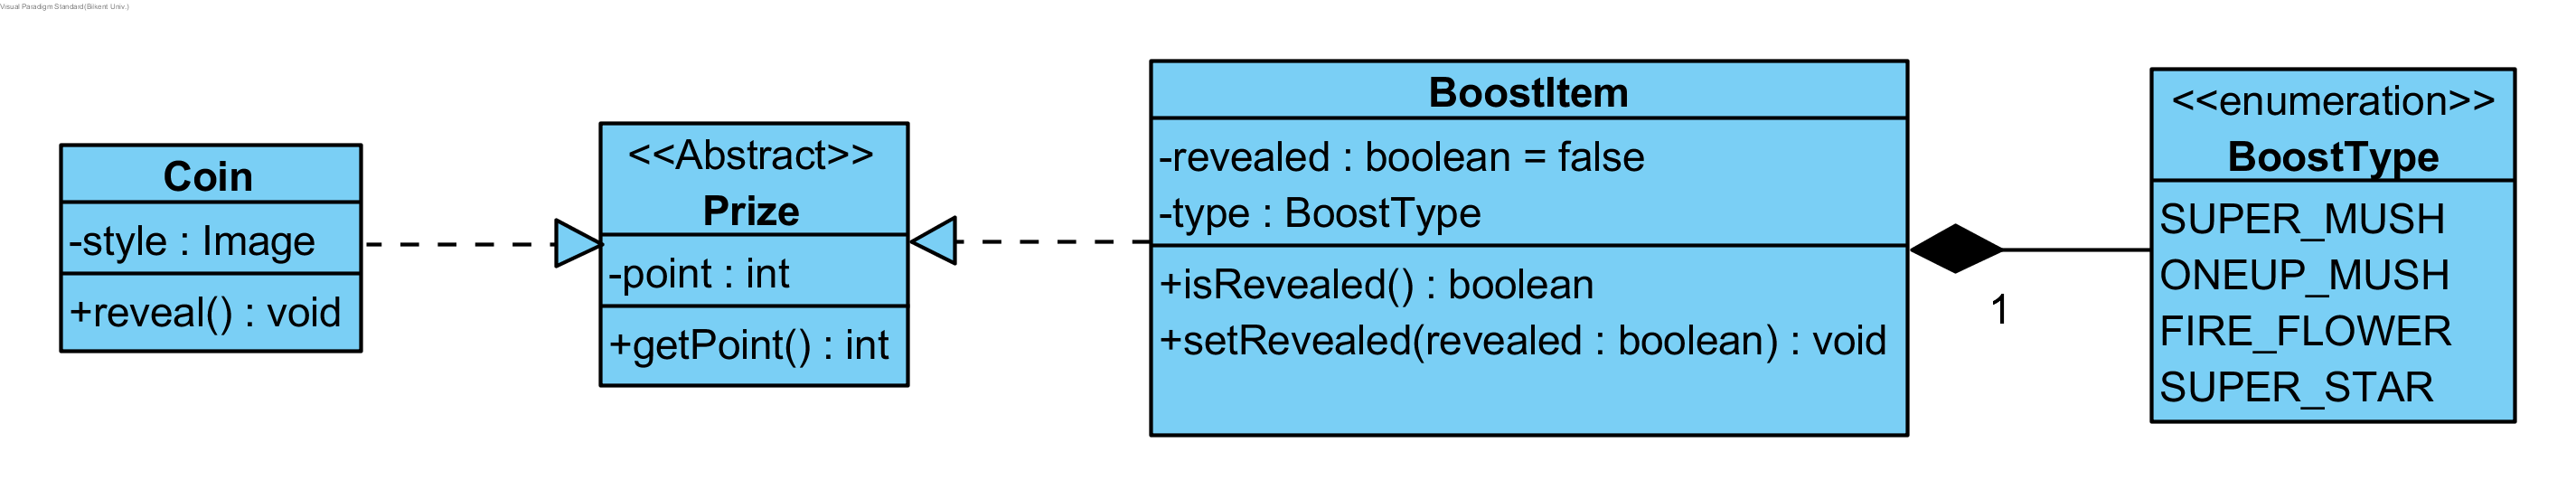 Visual Paradigm Standard(Bilkent Univ.)
Coin
-style : Image
+reveal() : void
<<Abstract>>
Prize
-point : int
+getPoint() : int
BoostItem
-revealed : boolean = false
-type : BoostType
+isRevealed() : boolean
+setRevealed(revealed : boolean) : void
1
<<enumeration>>
BoostType
SUPER_MUSH
ONEUP_MUSH
FIRE_FLOWER
SUPER_STAR